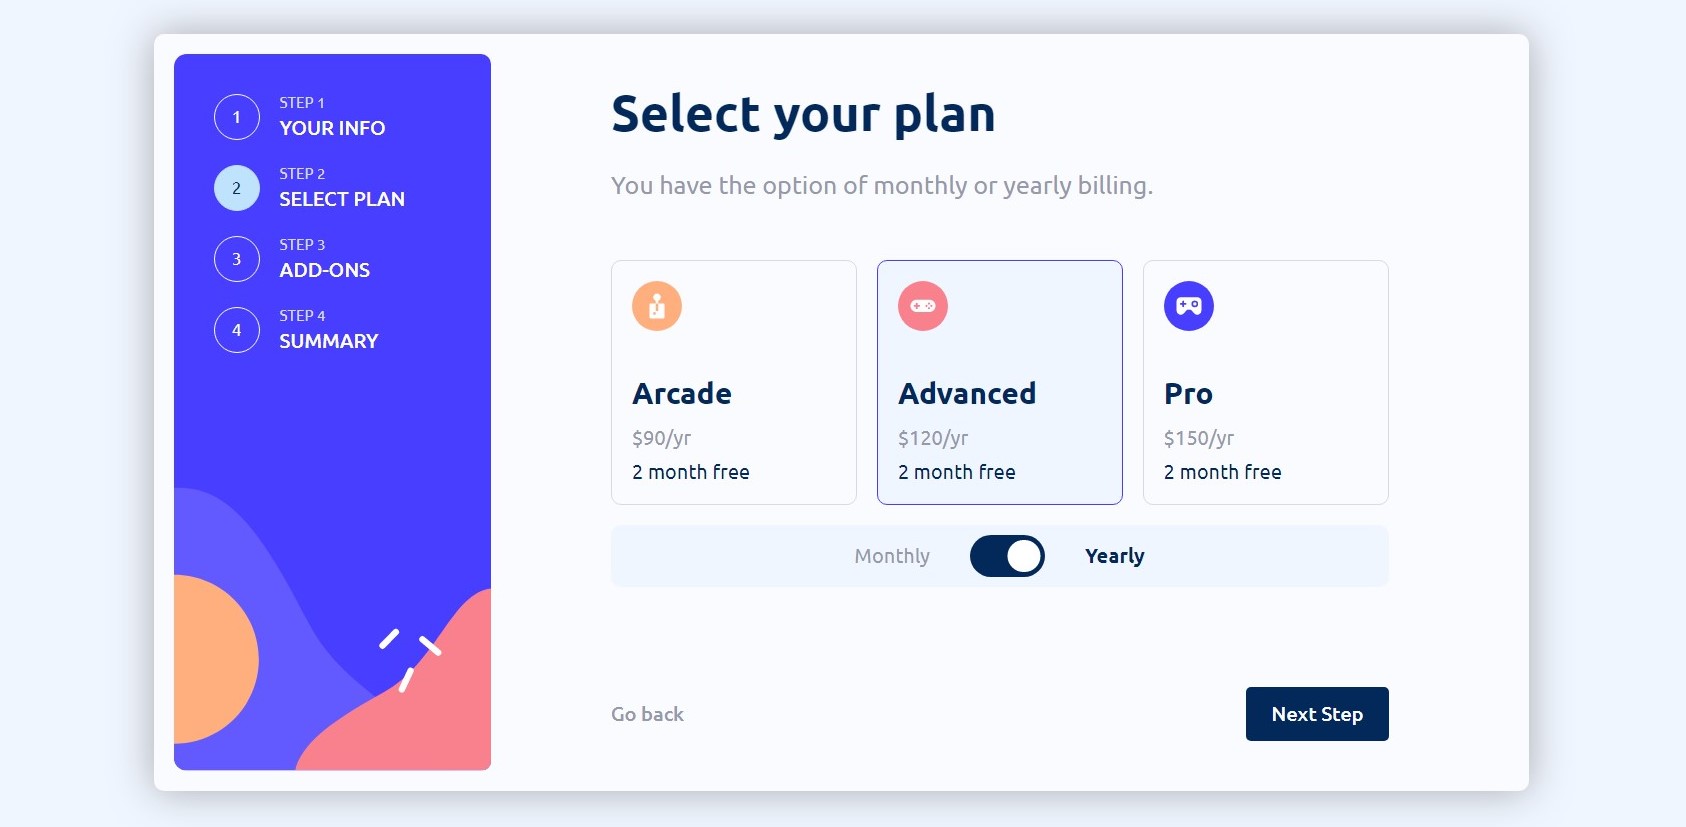 1
STEP 1
YOUR INFO
2
STEP 2
SELECT PLAN
3
STEP 3
ADD-ONS
4
STEP 4
SUMMARY
Select your plan
You have the option of monthly or yearly billing.
Arcade
$90/yr
2 month free
Advanced
$120/yr
2 month free
Pro
$150/yr
2 month free
Monthly
Yearly
Go back
Next Step